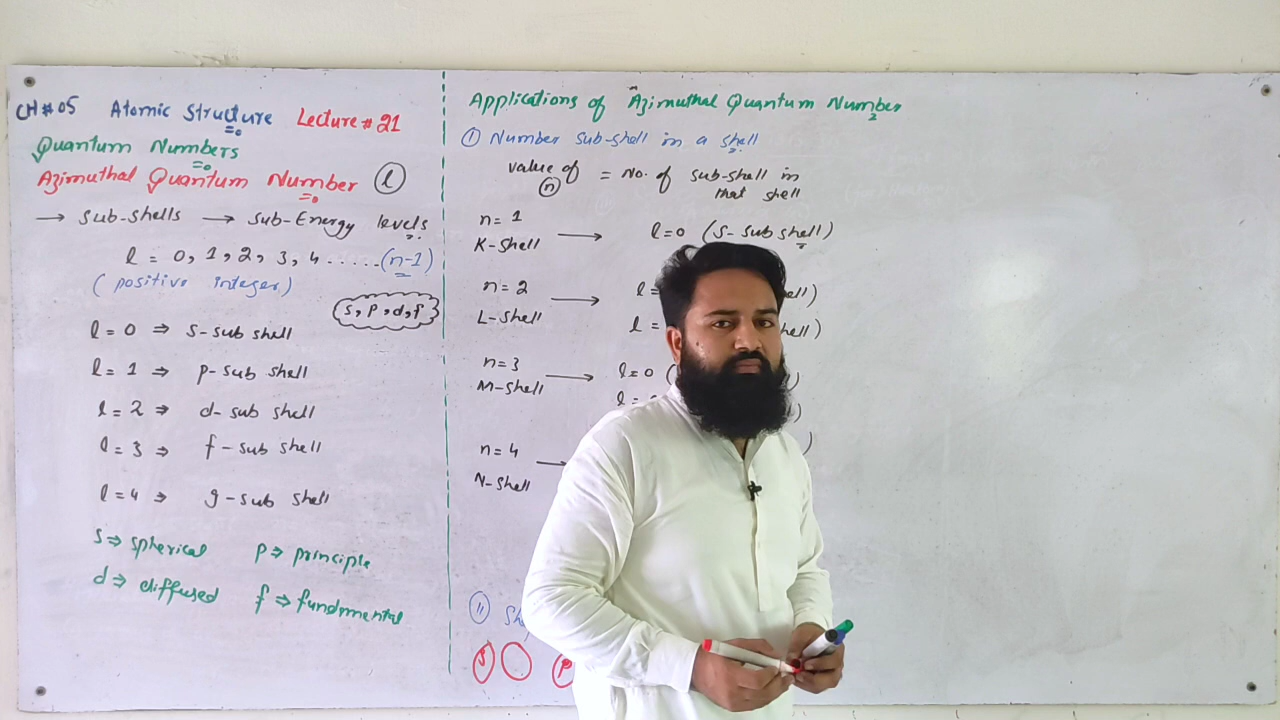 CH # 05 Atomic Structure Lecture # 21
Quantum Numbers
Azimuthal Quantum Number (l)
→ sub-shells → sub-Energy levels
l = 0, 1, 2, 3, 4 ..... (n-1)
(positive integer)
s, p, d, f
l = 0 ⇒ s-sub shell
l = 1 ⇒ p-sub shell
l = 2 ⇒ d-sub shell
l = 3 ⇒ f-sub shell
l = 4 ⇒ g-sub shell
s ⇒ spherical p ⇒ principle
d ⇒ diffused f ⇒ fundmental
Applications of Azimuthal Quantum Number
(I) Number sub-shell in a shell
value of (n) = No. of sub-shell in
that shell
n = 1 → l=0 (s-sub shell)
K-shell
n = 2 → l=
L-shell l =
n=3 → l=0 (
M-shell l =
n = 4 →
N-shell
(II) Sh
s p